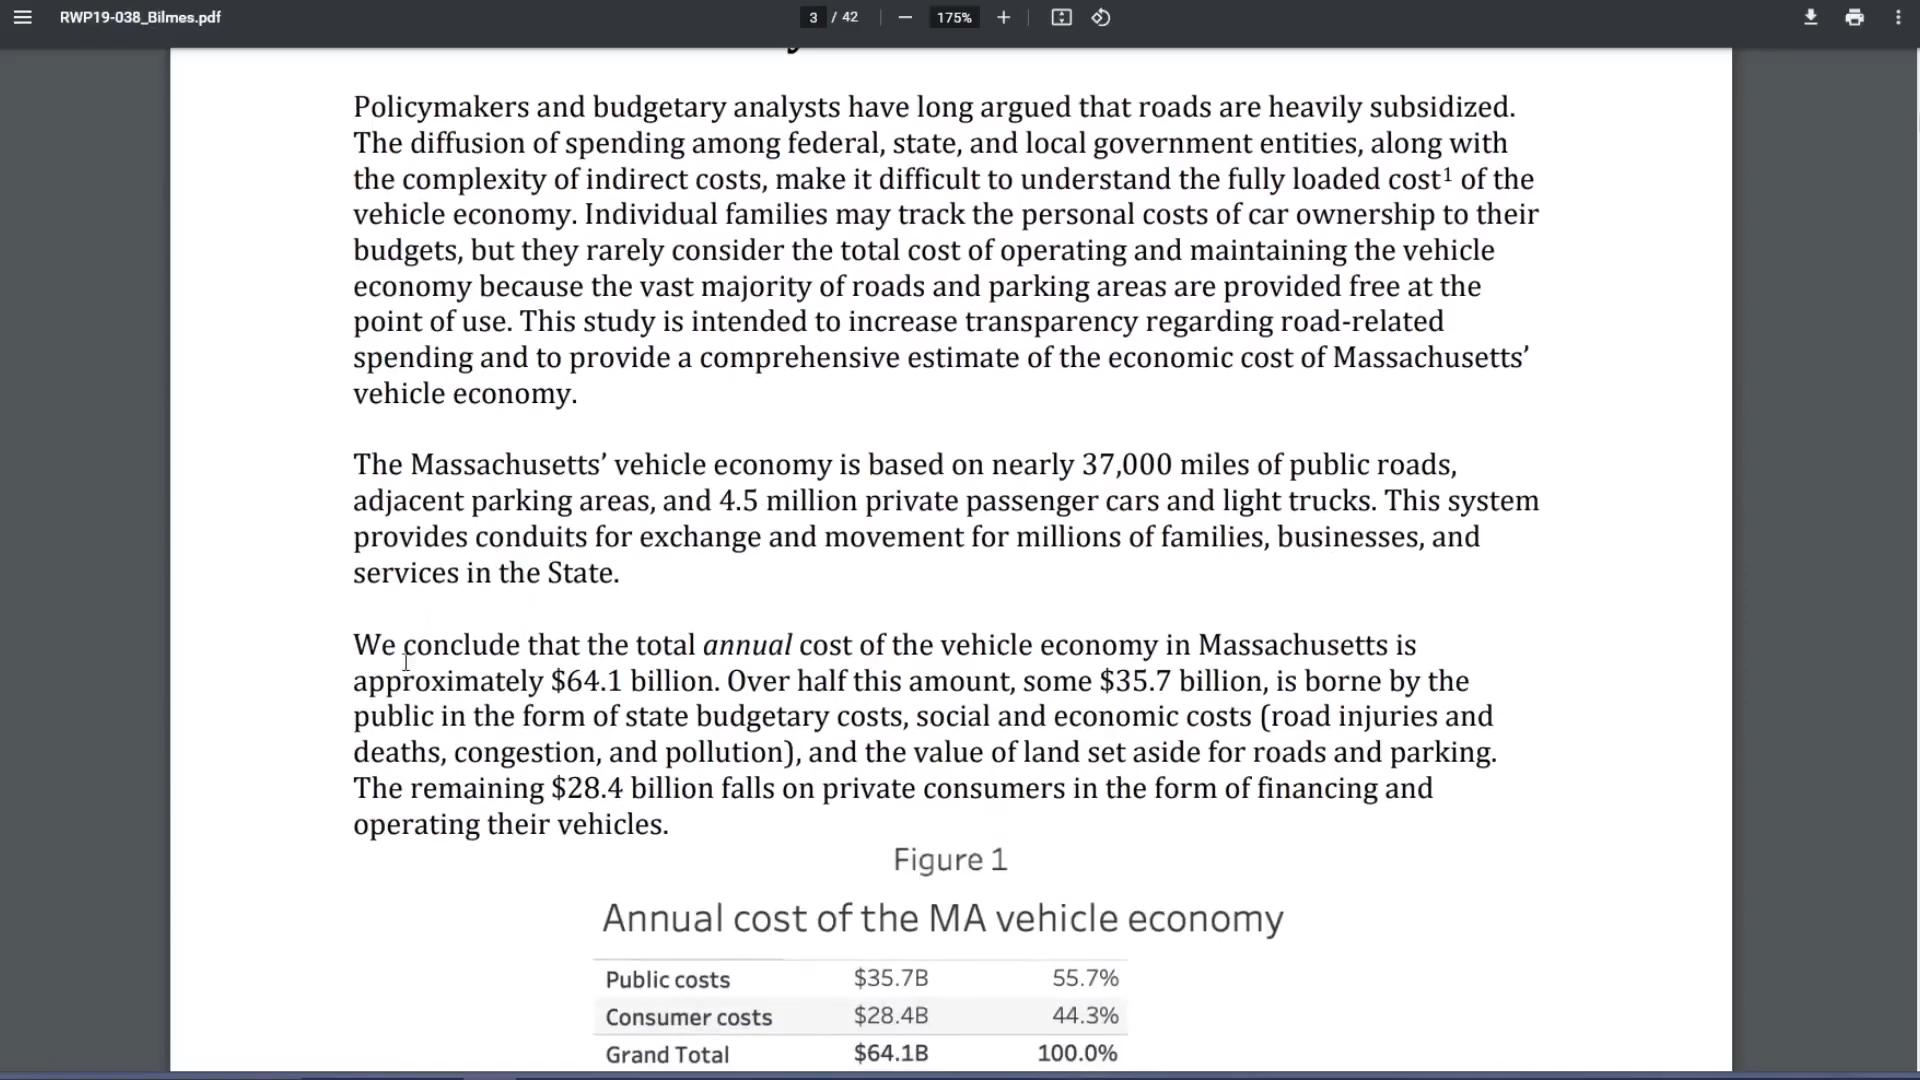 RWP19-038_Bilmes.pdf
3 / 42
175%
Policymakers and budgetary analysts have long argued that roads are heavily subsidized.
The diffusion of spending among federal, state, and local government entities, along with
the complexity of indirect costs, make it difficult to understand the fully loaded cost¹ of the
vehicle economy. Individual families may track the personal costs of car ownership to their
budgets, but they rarely consider the total cost of operating and maintaining the vehicle
economy because the vast majority of roads and parking areas are provided free at the
point of use. This study is intended to increase transparency regarding road-related
spending and to provide a comprehensive estimate of the economic cost of Massachusetts’
vehicle economy.
The Massachusetts’ vehicle economy is based on nearly 37,000 miles of public roads,
adjacent parking areas, and 4.5 million private passenger cars and light trucks. This system
provides conduits for exchange and movement for millions of families, businesses, and
services in the State.
We conclude that the total annual cost of the vehicle economy in Massachusetts is
approximately $64.1 billion. Over half this amount, some $35.7 billion, is borne by the
public in the form of state budgetary costs, social and economic costs (road injuries and
deaths, congestion, and pollution), and the value of land set aside for roads and parking.
The remaining $28.4 billion falls on private consumers in the form of financing and
operating their vehicles.
Figure 1
Annual cost of the MA vehicle economy
Public costs $35.7B 55.7%
Consumer costs $28.4B 44.3%
Grand Total $64.1B 100.0%